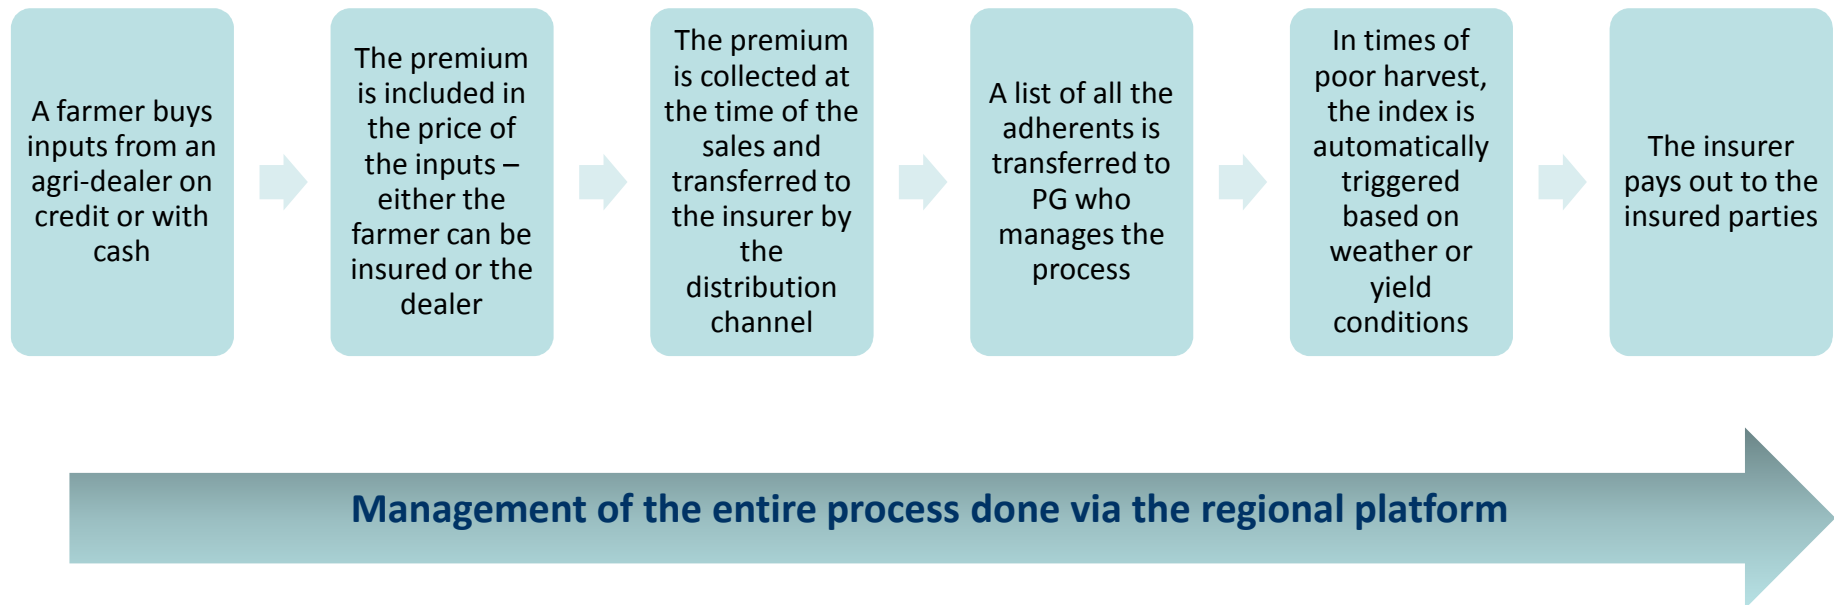 A farmer buys
inputs from an
agri-dealer on
credit or with
cash
The premium
is included in
the price of
the inputs –
either the
farmer can be
insured or the
dealer
The premium
is collected at
the time of the
sales and
transferred to
the insurer by
the
distribution
channel
A list of all the
adherents is
transferred to
PG who
manages the
process
In times of
poor harvest,
the index is
automatically
triggered
based on
weather or
yield
conditions
The insurer
pays out to the
insured parties
Management of the entire process done via the regional platform